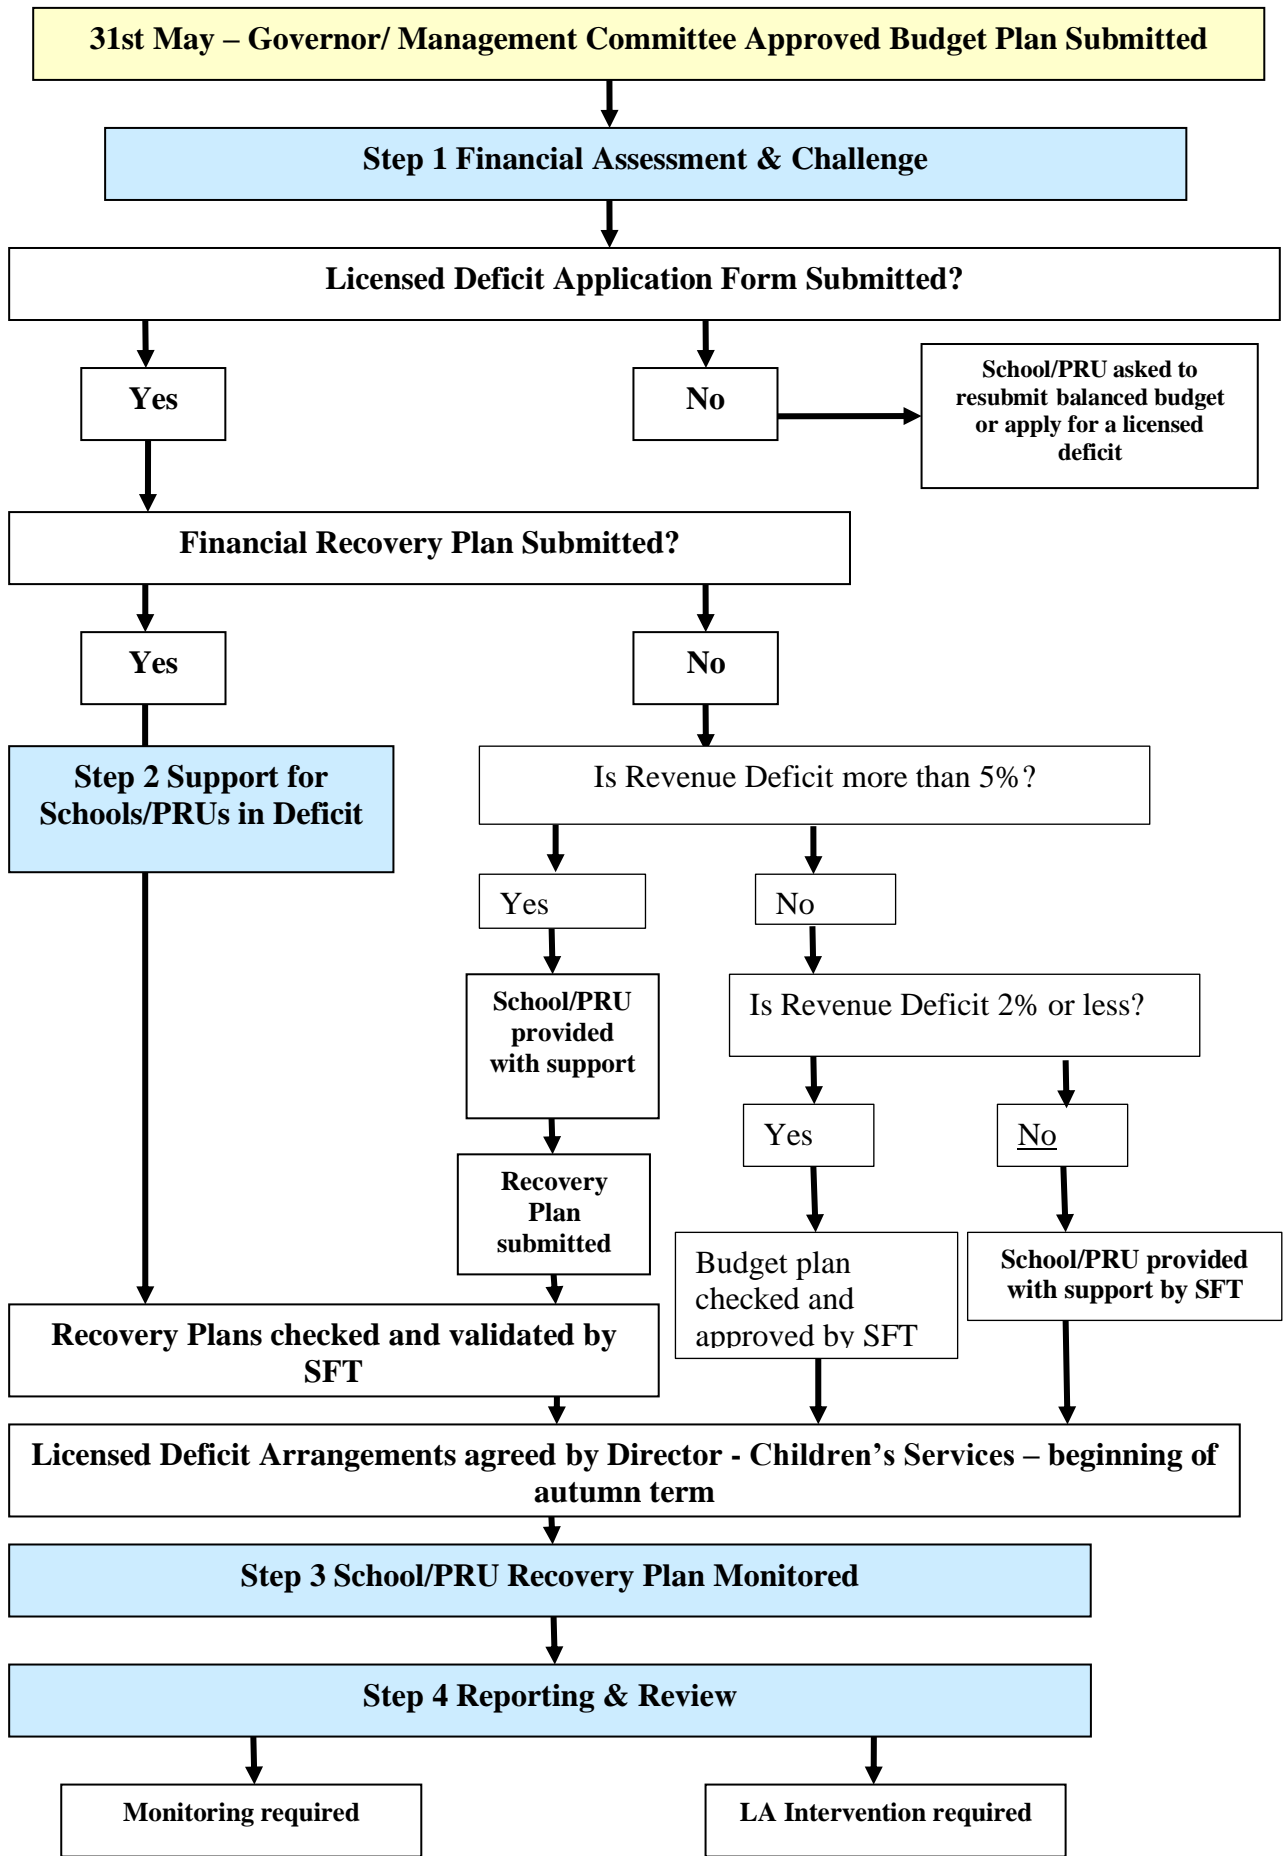 31st May – Governor/ Management Committee Approved Budget Plan Submitted
Step 1 Financial Assessment & Challenge
Licensed Deficit Application Form Submitted?
Yes
No
School/PRU asked to
resubmit balanced budget
or apply for a licensed
deficit
Financial Recovery Plan Submitted?
Yes
No
Step 2 Support for
Schools/PRUs in Deficit
Is Revenue Deficit more than 5%?
Yes
No
School/PRU
provided
with support
Is Revenue Deficit 2% or less?
Yes
No
Recovery
Plan
submitted
Budget plan
checked and
approved by SFT
School/PRU provided
with support by SFT
Recovery Plans checked and validated by
SFT
Licensed Deficit Arrangements agreed by Director - Children's Services – beginning of
autumn term
Step 3 School/PRU Recovery Plan Monitored
Step 4 Reporting & Review
Monitoring required
LA Intervention required